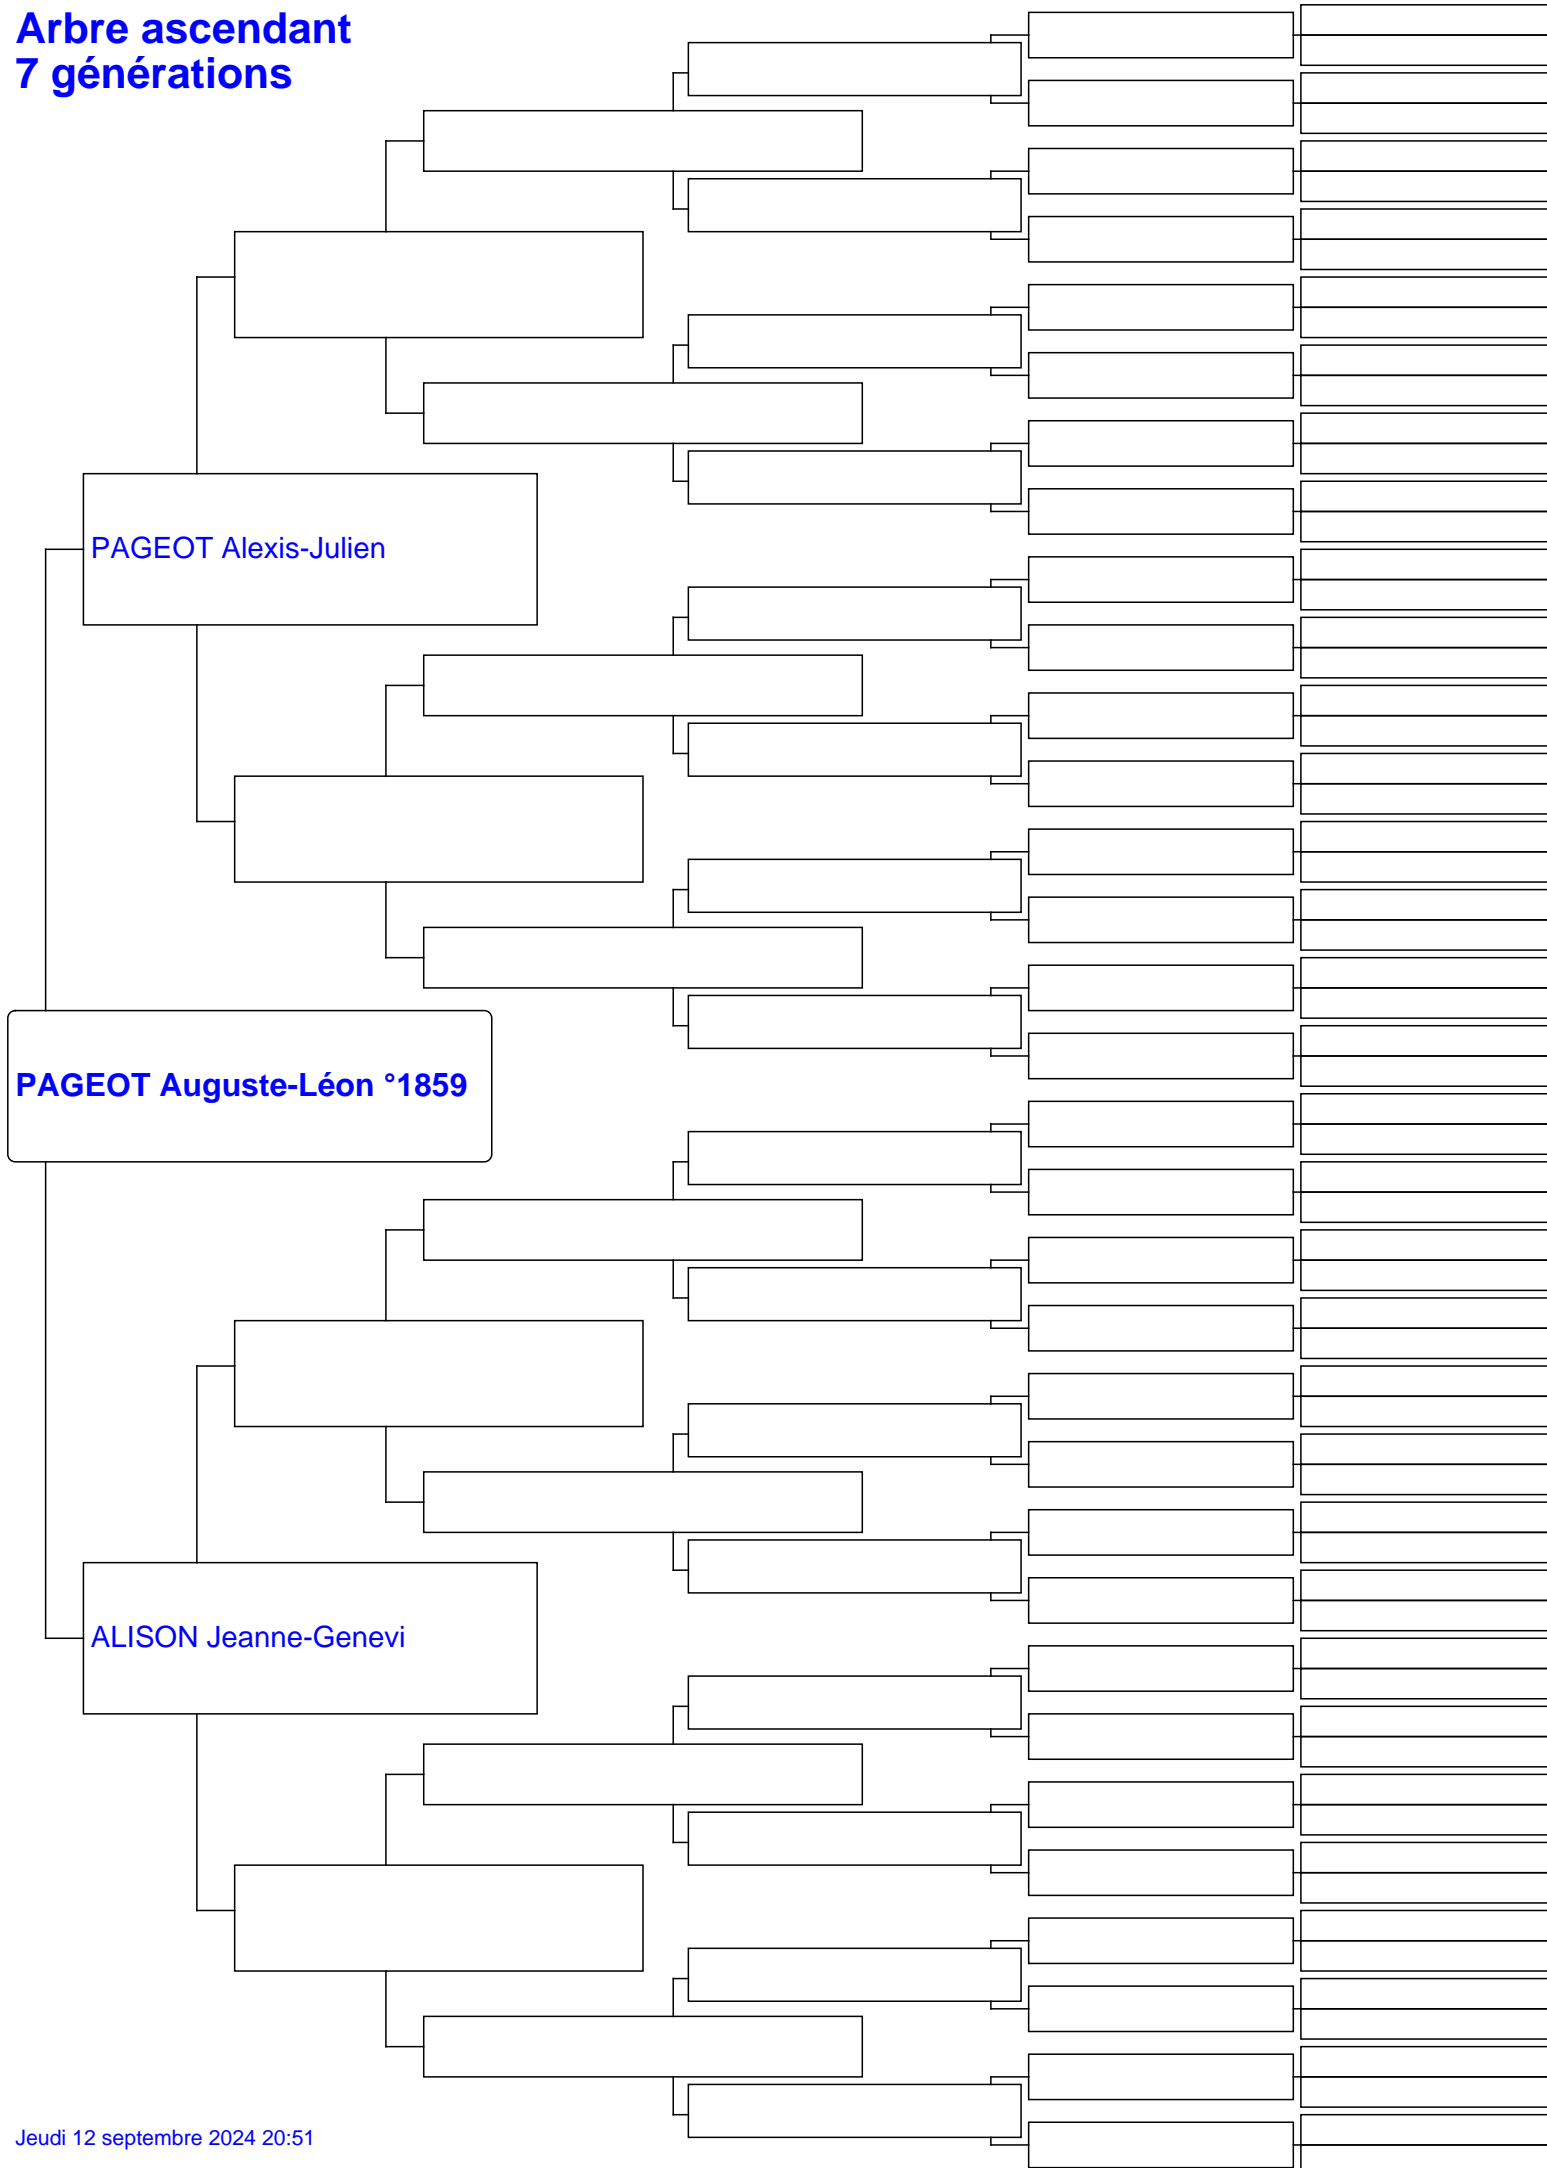 Arbre ascendant
7 générations
PAGEOT Alexis-Julien
PAGEOT Auguste-Léon °1859
ALISON Jeanne-Genevi
Jeudi 12 septembre 2024 20:51